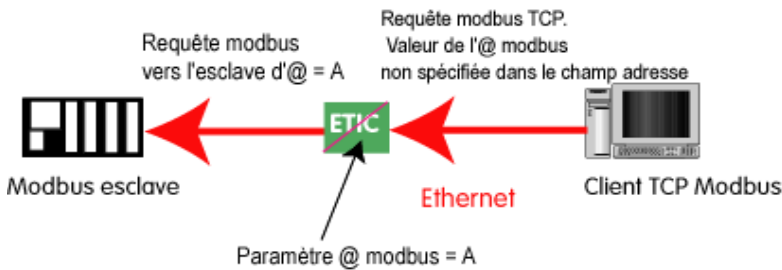 Requête modbus TCP.
Valeur de l'@ modbus
non spécifiée dans le champ adresse
Requête modbus
vers l'esclave d'@ = A
ETIC
Modbus esclave
Ethernet
Client TCP Modbus
Paramètre @ modbus = A